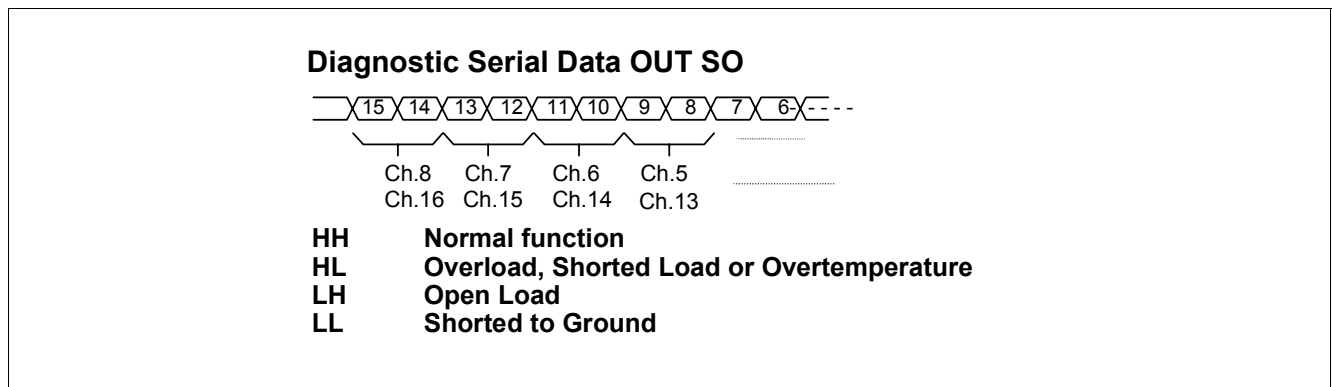 Diagnostic Serial Data OUT SO
15 14 13 12 11 10 9 8 7 6
Ch.8 Ch.7 Ch.6 Ch.5
Ch.16 Ch.15 Ch.14 Ch.13
HH Normal function
HL Overload, Shorted Load or Overtemperature
LH Open Load
LL Shorted to Ground